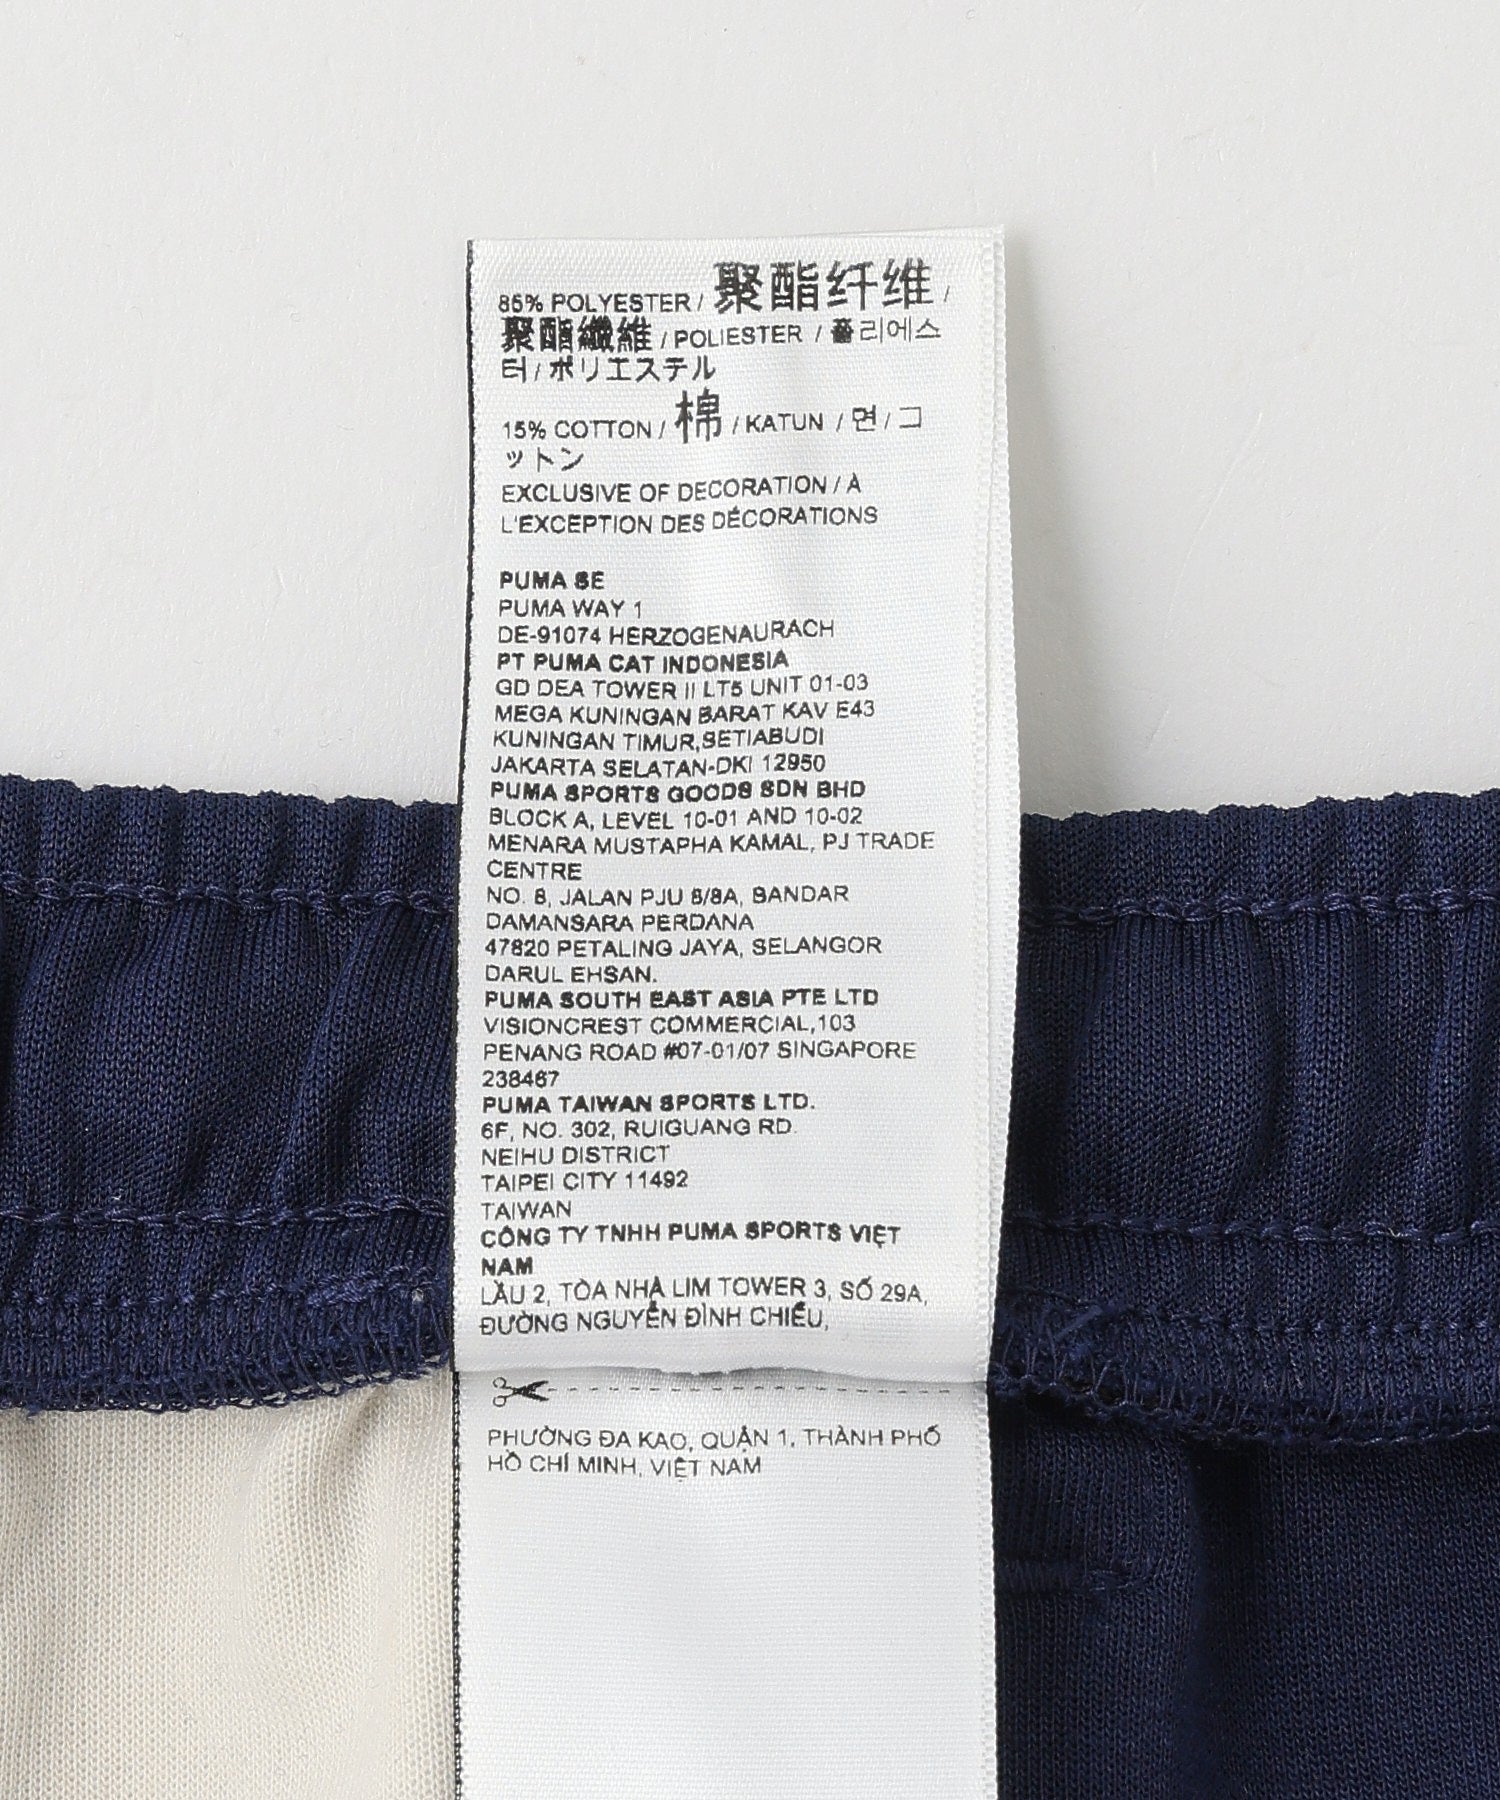 85% POLYESTER / 聚酯纤维 /
聚酯纖維 / POLIESTER / 폴리에스
터 / ポリエステル
15% COTTON / 棉 / KATUN / 면 / コ
ットン
EXCLUSIVE OF DECORATION / À
L'EXCEPTION DES DÉCORATIONS
PUMA SE
PUMA WAY 1
DE-91074 HERZOGENAURACH
PT PUMA CAT INDONESIA
GD DEA TOWER II LT5 UNIT 01-03
MEGA KUNINGAN BARAT KAV E43
KUNINGAN TIMUR,SETIABUDI
JAKARTA SELATAN-DKI 12950
PUMA SPORTS GOODS SDN BHD
BLOCK A, LEVEL 10-01 AND 10-02
MENARA MUSTAPHA KAMAL, PJ TRADE
CENTRE
NO. 8, JALAN PJU 8/8A, BANDAR
DAMANSARA PERDANA
47820 PETALING JAYA, SELANGOR
DARUL EHSAN.
PUMA SOUTH EAST ASIA PTE LTD
VISIONCREST COMMERCIAL,103
PENANG ROAD #07-01/07 SINGAPORE
238467
PUMA TAIWAN SPORTS LTD.
6F, NO. 302, RUIGUANG RD.
NEIHU DISTRICT
TAIPEI CITY 11492
TAIWAN
CÔNG TY TNHH PUMA SPORTS VIỆT
NAM
LẦU 2, TÒA NHÀ LIM TOWER 3, SỐ 29A,
ĐƯỜNG NGUYỄN ĐÌNH CHIỂU,
PHƯỜNG ĐA KAO, QUẬN 1, THÀNH PHỐ
HỒ CHÍ MINH, VIỆT NAM